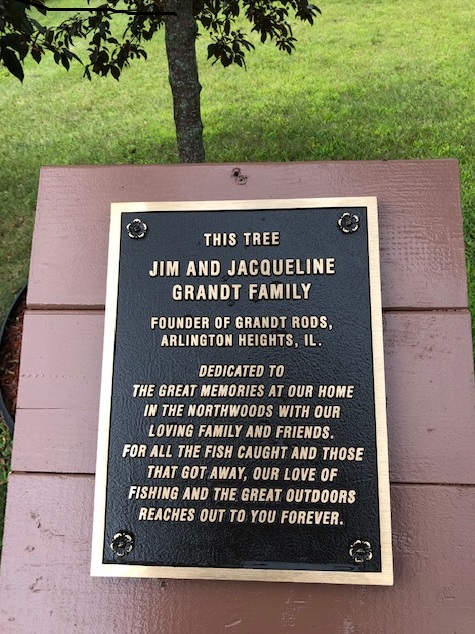 THIS TREE
JIM AND JACQUELINE
GRANDT FAMILY
FOUNDER OF GRANDT RODS,
ARLINGTON HEIGHTS, IL.
DEDICATED TO
THE GREAT MEMORIES AT OUR HOME
IN THE NORTHWOODS WITH OUR
LOVING FAMILY AND FRIENDS.
FOR ALL THE FISH CAUGHT AND THOSE
THAT GOT AWAY, OUR LOVE OF
FISHING AND THE GREAT OUTDOORS
REACHES OUT TO YOU FOREVER.